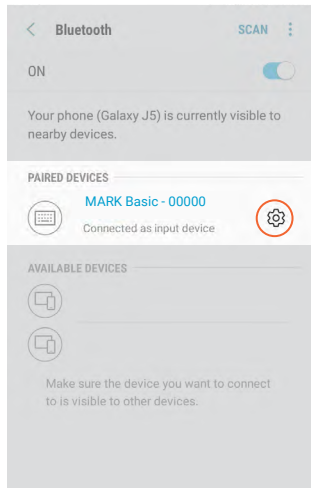 Bluetooth SCAN
ON
Your phone (Galaxy J5) is currently visible to
nearby devices.
PAIRED DEVICES
MARK Basic - 00000
Connected as input device
AVAILABLE DEVICES
Make sure the device you want to connect
to is visible to other devices.